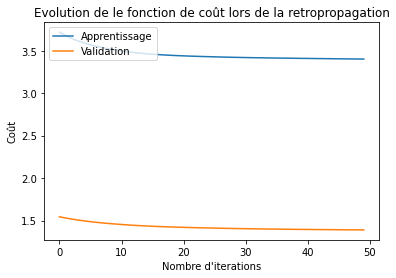 Evolution de le fonction de coût lors de la retropropagation
Apprentissage
Validation
3.5
3.0
2.5
2.0
1.5
Coût
0 10 20 30 40 50
Nombre d'iterations